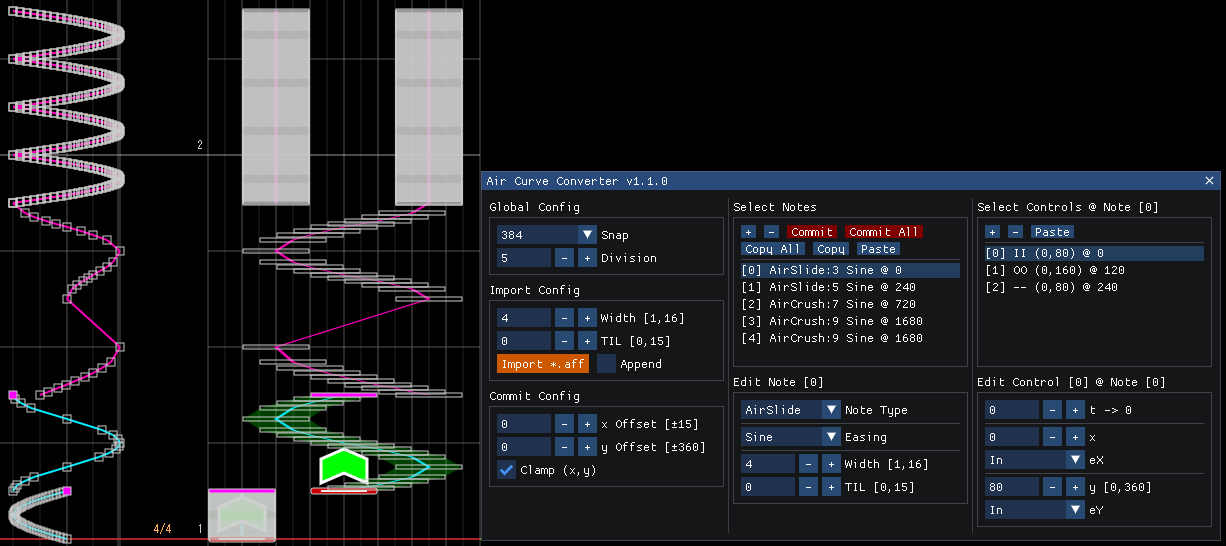 2
4/4 1
Air Curve Converter v1.1.0
Global Config
384 Snap
5 - + Division
Import Config
4 - + Width [1,16]
0 - + TIL [0,15]
Import *.aff Append
Commit Config
0 - + x Offset [±15]
0 - + y Offset [±360]
Clamp (x,y)
Select Notes
+ - Commit Commit All
Copy All Copy Paste
[0] AirSlide:3 Sine @ 0
[1] AirSlide:5 Sine @ 240
[2] AirCrush:7 Sine @ 720
[3] AirCrush:9 Sine @ 1680
[4] AirCrush:9 Sine @ 1680
Edit Note [0]
AirSlide Note Type
Sine Easing
4 - + Width [1,16]
0 - + TIL [0,15]
Select Controls @ Note [0]
+ - Paste
[0] II (0,80) @ 0
[1] OO (0,160) @ 120
[2] -- (0,80) @ 240
Edit Control [0] @ Note [0]
0 - + t -> 0
0 - + x
In eX
80 - + y [0,360]
In eY